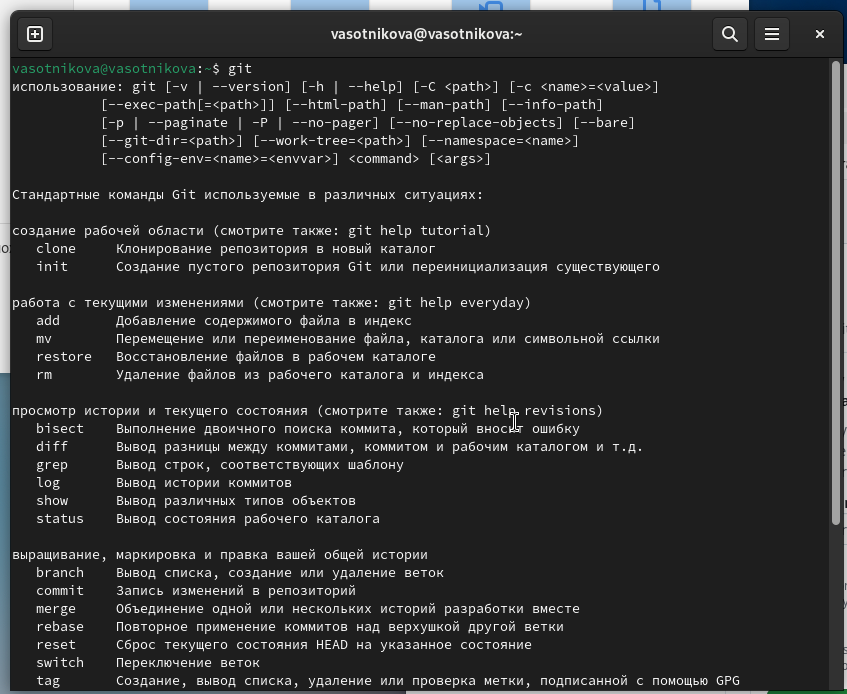 vasotnikova@vasotnikova:~
vasotnikova@vasotnikova:~$ git
использование: git [-v | --version] [-h | --help] [-C <path>] [-c <name>=<value>]
[--exec-path[=<path>]] [--html-path] [--man-path] [--info-path]
[-p | --paginate | -P | --no-pager] [--no-replace-objects] [--bare]
[--git-dir=<path>] [--work-tree=<path>] [--namespace=<name>]
[--config-env=<name>=<envvar>] <command> [<args>]
Стандартные команды Git используемые в различных ситуациях:
создание рабочей области (смотрите также: git help tutorial)
clone Клонирование репозитория в новый каталог
init Создание пустого репозитория Git или переинициализация существующего
работа с текущими изменениями (смотрите также: git help everyday)
add Добавление содержимого файла в индекс
mv Перемещение или переименование файла, каталога или символьной ссылки
restore Восстановление файлов в рабочем каталоге
rm Удаление файлов из рабочего каталога и индекса
просмотр истории и текущего состояния (смотрите также: git help revisions)
bisect Выполнение двоичного поиска коммита, который вносит ошибку
diff Вывод разницы между коммитами, коммитом и рабочим каталогом и т.д.
grep Вывод строк, соответствующих шаблону
log Вывод истории коммитов
show Вывод различных типов объектов
status Вывод состояния рабочего каталога
выращивание, маркировка и правка вашей общей истории
branch Вывод списка, создание или удаление веток
commit Запись изменений в репозиторий
merge Объединение одной или нескольких историй разработки вместе
rebase Повторное применение коммитов над верхушкой другой ветки
reset Сброс текущего состояния HEAD на указанное состояние
switch Переключение веток
tag Создание, вывод списка, удаление или проверка метки, подписанной с помощью GPG